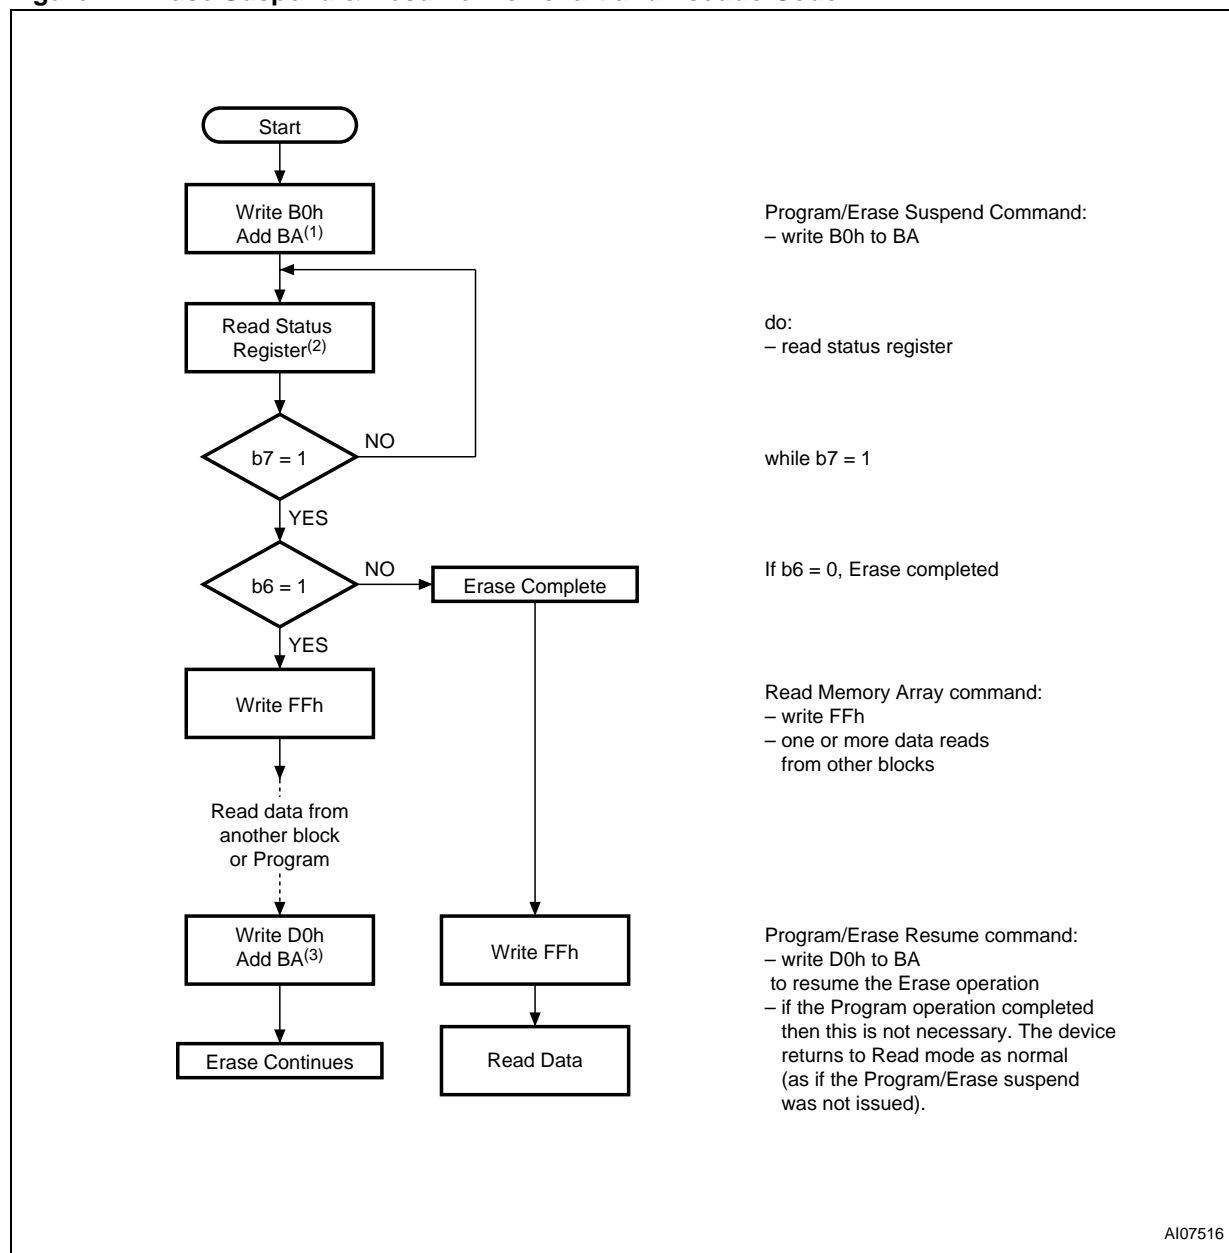 Start
Write B0h
Add BA(1)
Program/Erase Suspend Command:
– write B0h to BA
Read Status
Register(2)
do:
– read status register
NO
b7 = 1
while b7 = 1
YES
NO
b6 = 1
Erase Complete
If b6 = 0, Erase completed
YES
Write FFh
Read Memory Array command:
– write FFh
– one or more data reads
from other blocks
Read data from
another block
or Program
Write D0h
Add BA(3)
Write FFh
Program/Erase Resume command:
– write D0h to BA
to resume the Erase operation
– if the Program operation completed
then this is not necessary. The device
returns to Read mode as normal
(as if the Program/Erase suspend
was not issued).
Erase Continues
Read Data
AI07516